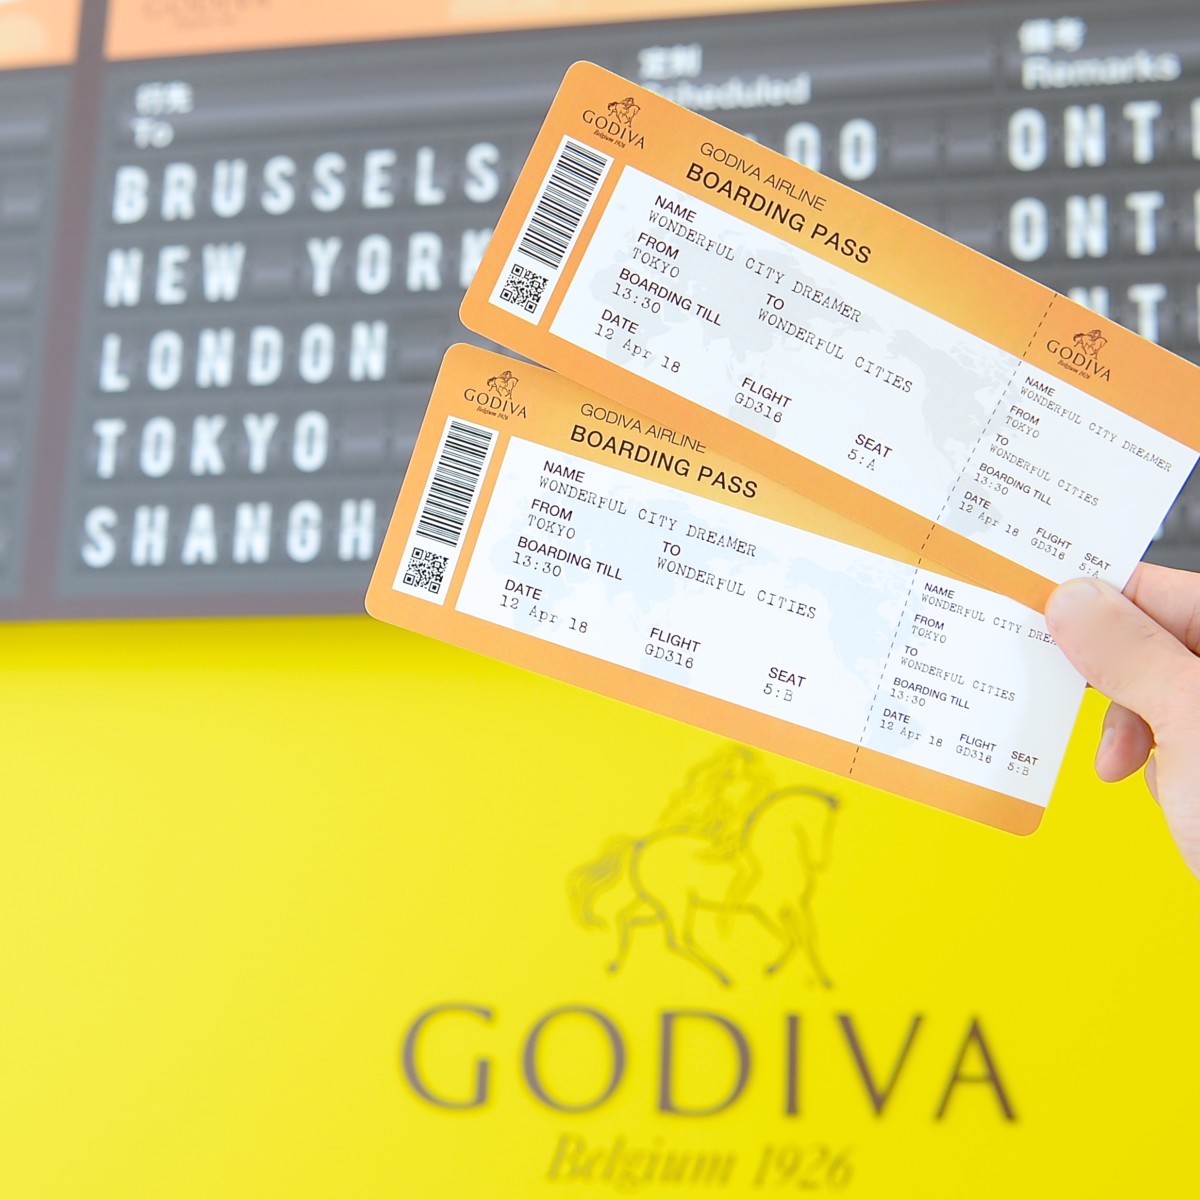 GODIVA
行先
To
定刻
Scheduled
備考
Remarks
BRUSSELS
00
ONT
NEW YORK
ONT
LONDON
NT
TOKYO
SHANGH
GODIVA
Belgium 1926
GODIVA AIRLINE
BOARDING PASS
NAME
WONDERFUL CITY DREAMER
FROM
TOKYO
TO
WONDERFUL CITIES
BOARDING TILL
13:30
DATE
12 Apr 18
FLIGHT
GD316
SEAT
5:A
GODIVA
Belgium 1926
NAME
WONDERFUL CITY DREAMER
FROM
TOKYO
TO
WONDERFUL CITIES
BOARDING TILL
13:30
DATE
12 Apr 18
FLIGHT
GD316
SEAT
5:A
GODIVA
Belgium 1926
GODIVA AIRLINE
BOARDING PASS
NAME
WONDERFUL CITY DREAMER
FROM
TOKYO
TO
WONDERFUL CITIES
BOARDING TILL
13:30
DATE
12 Apr 18
FLIGHT
GD316
SEAT
5:B
NAME
WONDERFUL CITY DREA
FROM
TOKYO
TO
WONDERFUL CITIES
BOARDING TILL
13:30
DATE
12 Apr 18
FLIGHT
GD316
SEAT
5:B
GODIVA
Belgium 1926